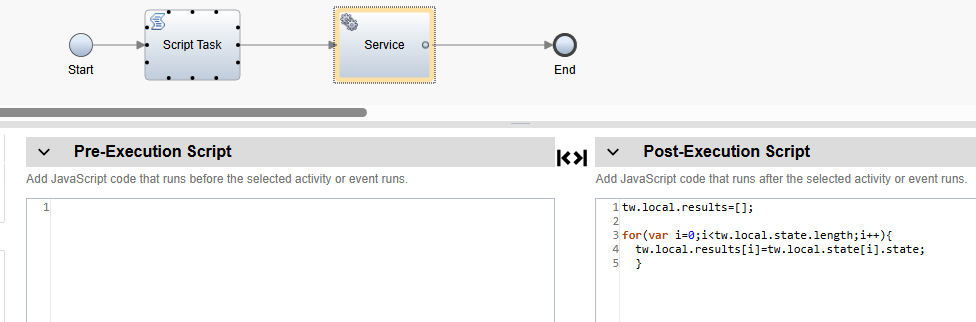 Script Task
Service
Start
End
Pre-Execution Script
Add JavaScript code that runs before the selected activity or event runs.
1
Post-Execution Script
Add JavaScript code that runs after the selected activity or event runs.
1 tw.local.results=[];
2
3 for(var i=0;i<tw.local.state.length;i++){
4   tw.local.results[i]=tw.local.state[i].state;
5   }